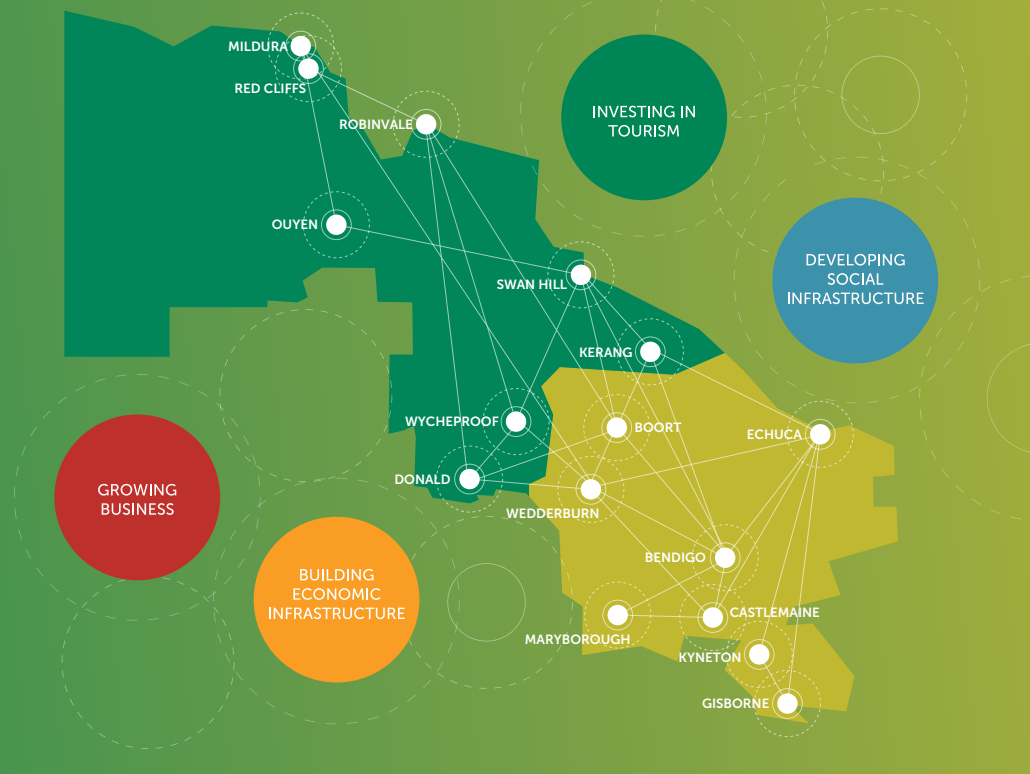 MILDURA
RED CLIFFS
ROBINVALE
INVESTING IN
TOURISM
OUYEN
SWAN HILL
DEVELOPING
SOCIAL
INFRASTRUCTURE
KERANG
WYCHEPROOF
BOORT
ECHUCA
DONALD
WEDDERBURN
GROWING
BUSINESS
BENDIGO
BUILDING
ECONOMIC
INFRASTRUCTURE
CASTLEMAINE
MARYBOROUGH
KYNETON
GISBORNE